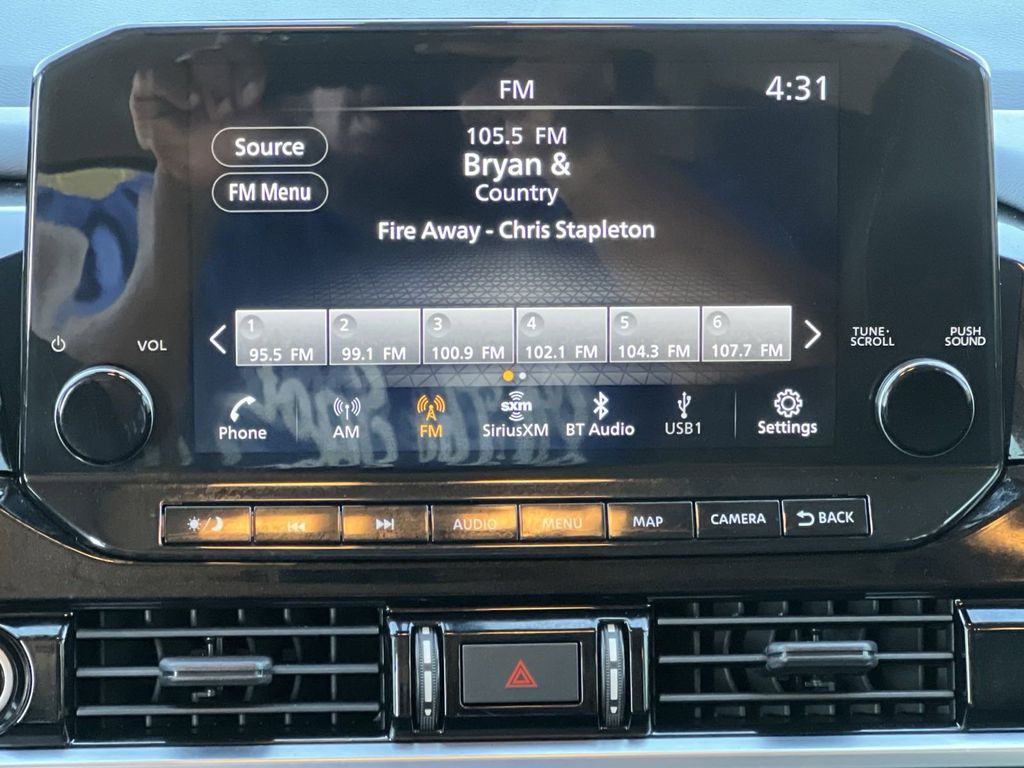 FM
4:31
Source
FM Menu
105.5 FM
Bryan &
Country
Fire Away - Chris Stapleton
1
95.5 FM
2
99.1 FM
3
100.9 FM
4
102.1 FM
5
104.3 FM
6
107.7 FM
VOL
TUNE·
SCROLL
PUSH
SOUND
Phone
AM
FM
sxm
SiriusXM
BT Audio
USB1
Settings
AUDIO
MENU
MAP
CAMERA
BACK